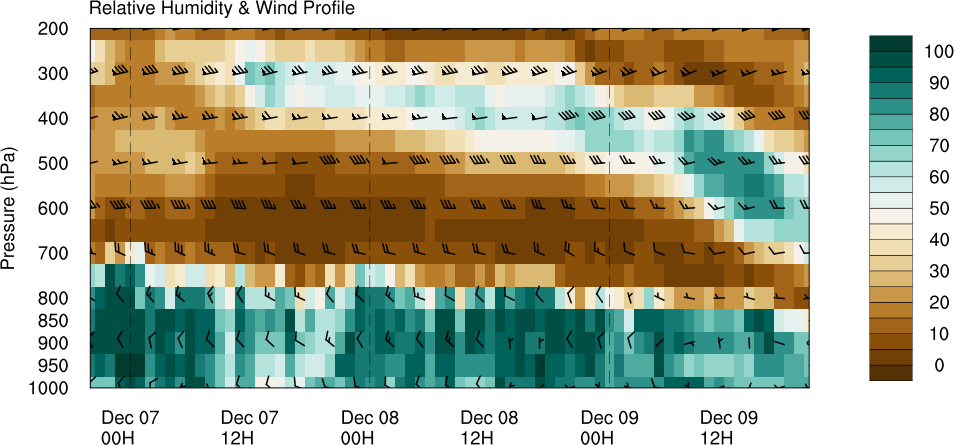 Relative Humidity & Wind Profile
Pressure (hPa)
200
300
400
500
600
700
800
850
900
950
1000
Dec 07
00H
Dec 07
12H
Dec 08
00H
Dec 08
12H
Dec 09
00H
Dec 09
12H
100
90
80
70
60
50
40
30
20
10
0